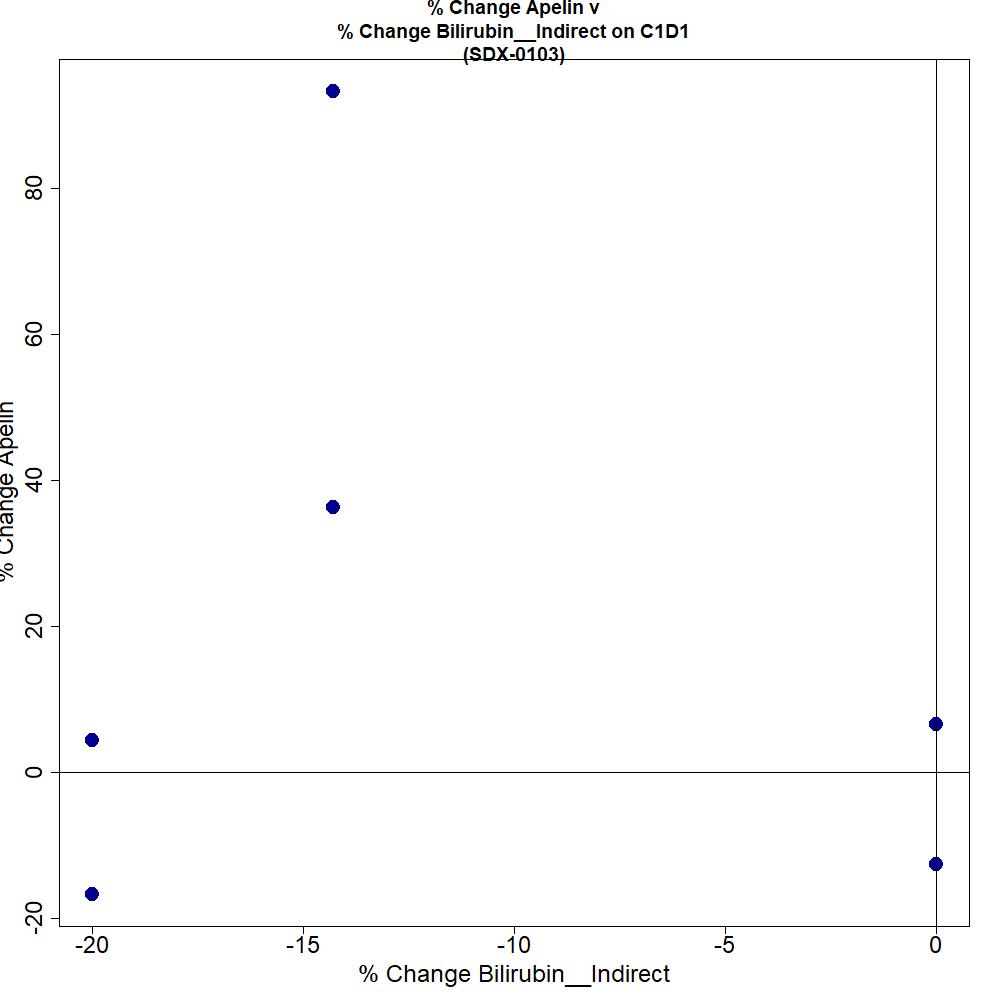 % Change Apelin v
% Change Bilirubin__Indirect on C1D1
(SDX-0103)
% Change Apelin
80
60
40
20
0
-20
-20 -15 -10 -5 0
% Change Bilirubin__Indirect